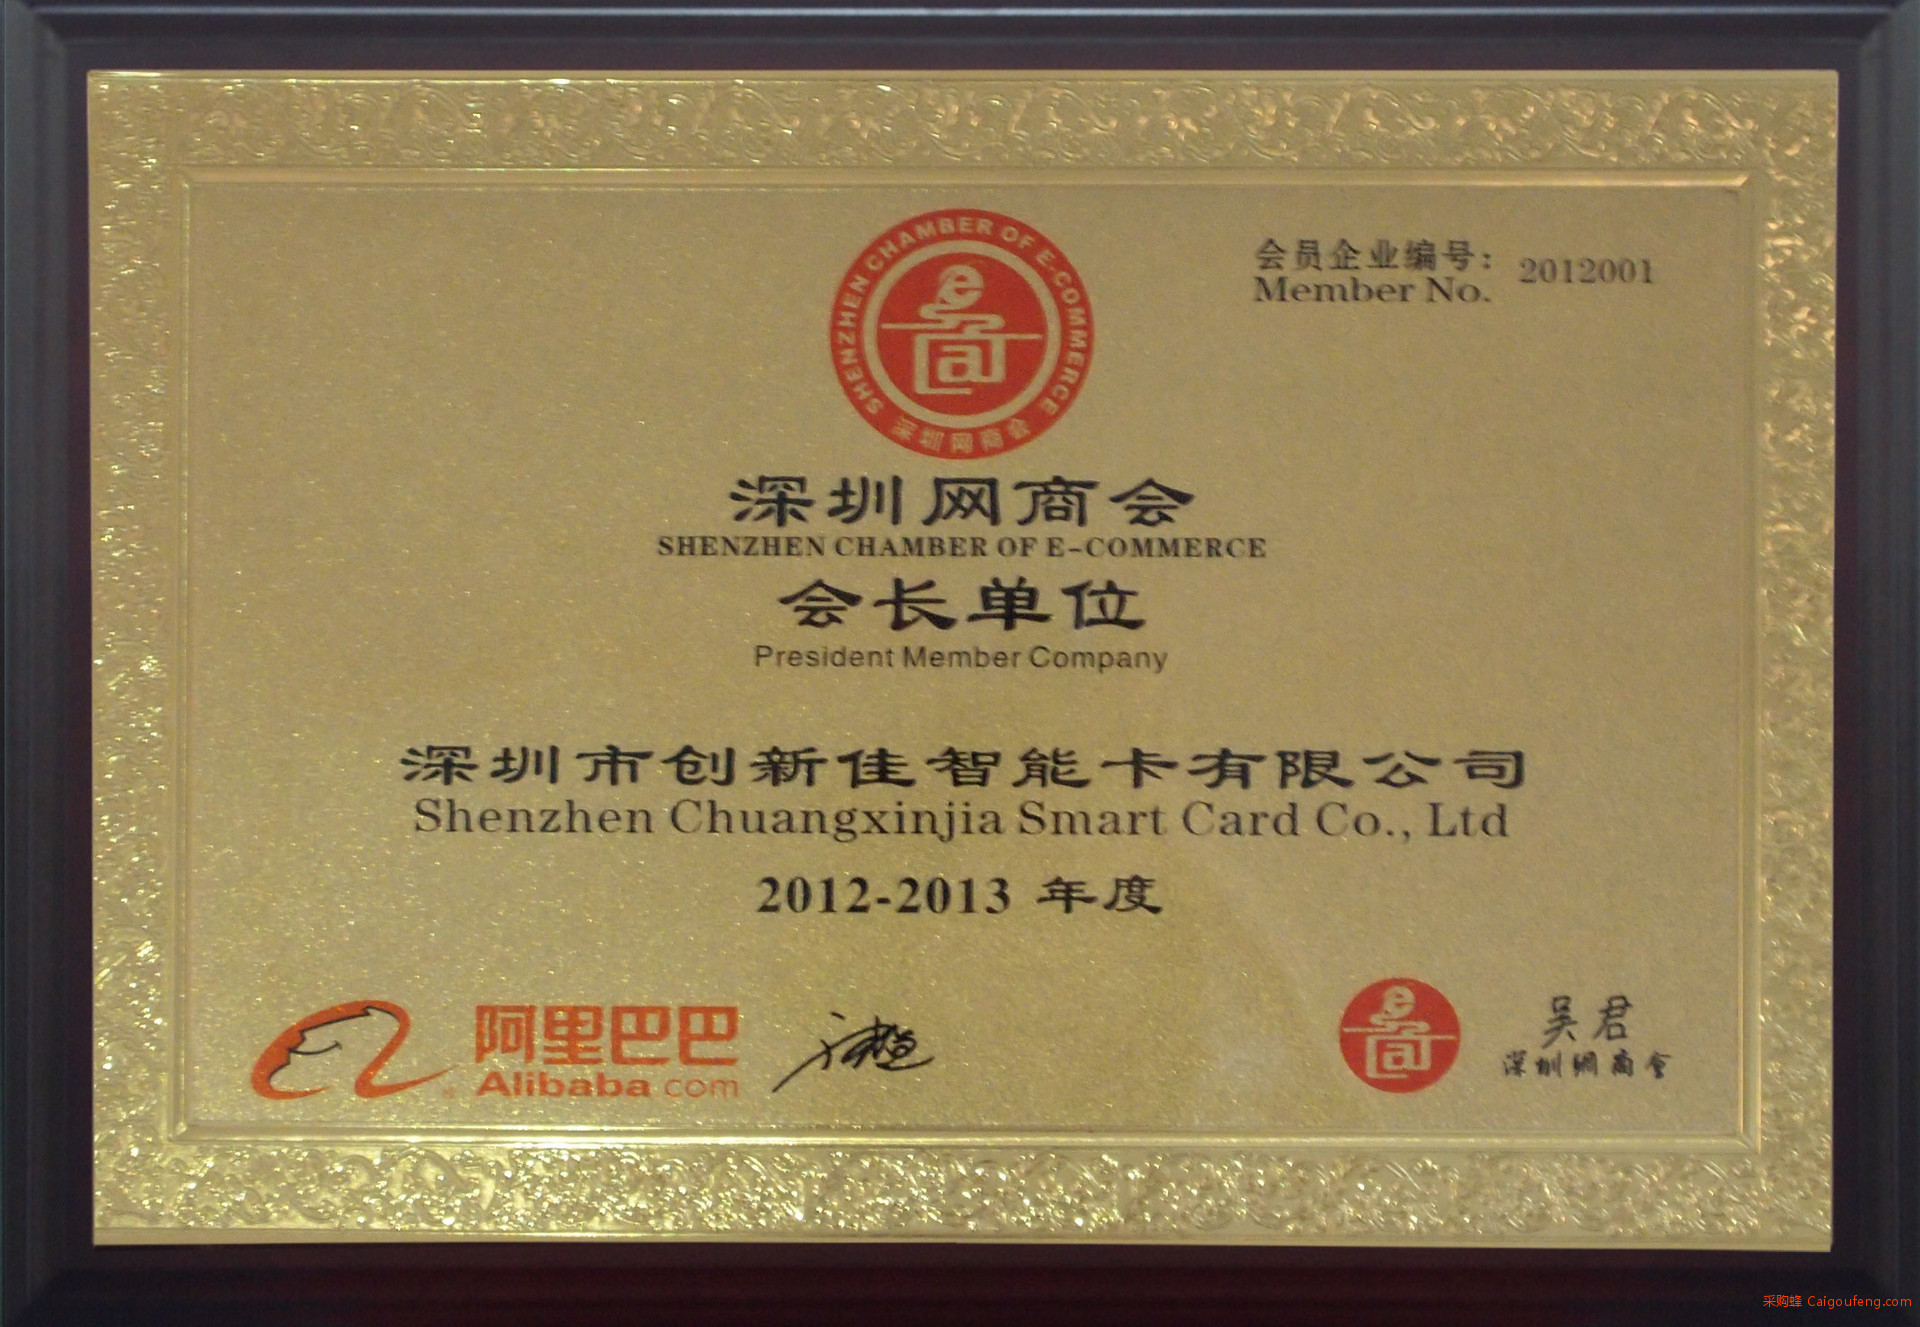 SHENZHEN CHAMBER OF E-COMMERCE
深圳网商会
会员企业编号： 2012001
Member No.
深圳网商会
SHENZHEN CHAMBER OF E-COMMERCE
会长单位
President Member Company
深圳市创新佳智能卡有限公司
Shenzhen Chuangxinjia Smart Card Co., Ltd
2012-2013 年度
阿里巴巴
Alibaba.com
吴君
深圳網商會
采购蜂 Caigoufeng.com